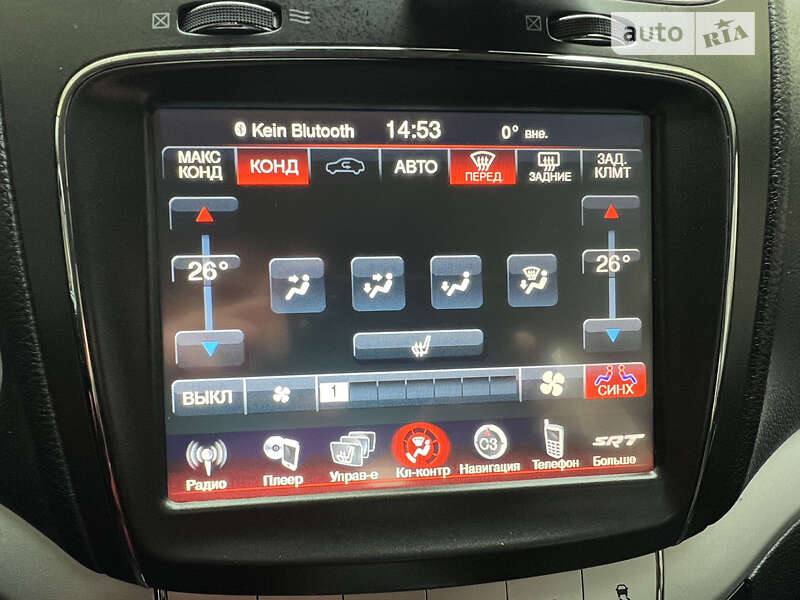 auto RIA
Kein Blutooth 14:53 0° вне.
МАКС КОНД КОНД АВТО ПЕРЕД ЗАДНИЕ ЗАД. КЛМТ
26° 26°
ВЫКЛ 1 СИНХ
C3 SRT
Радио Плеер Управ-е Кл-контр Навигация Телефон Больше